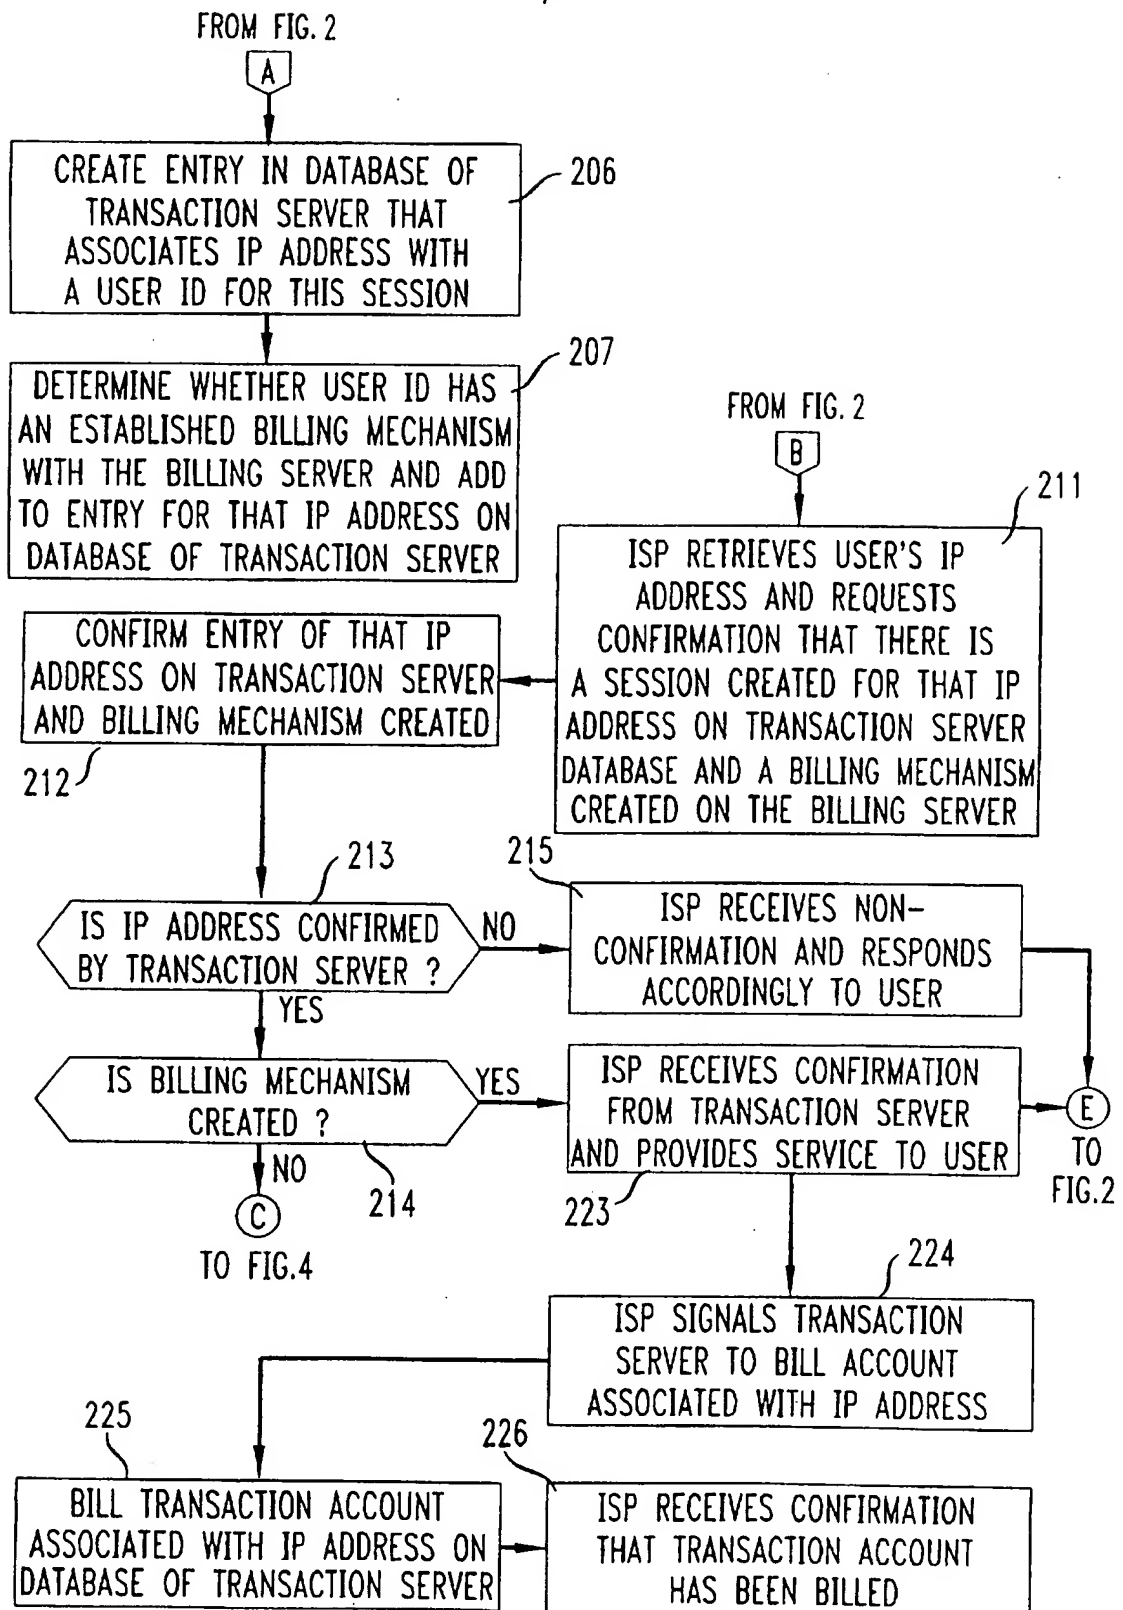 FROM FIG. 2
A
CREATE ENTRY IN DATABASE OF
TRANSACTION SERVER THAT
ASSOCIATES IP ADDRESS WITH
A USER ID FOR THIS SESSION
206
DETERMINE WHETHER USER ID HAS
AN ESTABLISHED BILLING MECHANISM
WITH THE BILLING SERVER AND ADD
TO ENTRY FOR THAT IP ADDRESS ON
DATABASE OF TRANSACTION SERVER
207
FROM FIG. 2
B
211
ISP RETRIEVES USER'S IP
ADDRESS AND REQUESTS
CONFIRMATION THAT THERE IS
A SESSION CREATED FOR THAT IP
ADDRESS ON TRANSACTION SERVER
DATABASE AND A BILLING MECHANISM
CREATED ON THE BILLING SERVER
CONFIRM ENTRY OF THAT IP
ADDRESS ON TRANSACTION SERVER
AND BILLING MECHANISM CREATED
212
213
IS IP ADDRESS CONFIRMED
BY TRANSACTION SERVER ?
NO
YES
215
ISP RECEIVES NON-
CONFIRMATION AND RESPONDS
ACCORDINGLY TO USER
IS BILLING MECHANISM
CREATED ?
YES
NO
214
C
TO FIG.4
ISP RECEIVES CONFIRMATION
FROM TRANSACTION SERVER
AND PROVIDES SERVICE TO USER
223
E
TO
FIG.2
224
ISP SIGNALS TRANSACTION
SERVER TO BILL ACCOUNT
ASSOCIATED WITH IP ADDRESS
225
BILL TRANSACTION ACCOUNT
ASSOCIATED WITH IP ADDRESS ON
DATABASE OF TRANSACTION SERVER
226
ISP RECEIVES CONFIRMATION
THAT TRANSACTION ACCOUNT
HAS BEEN BILLED